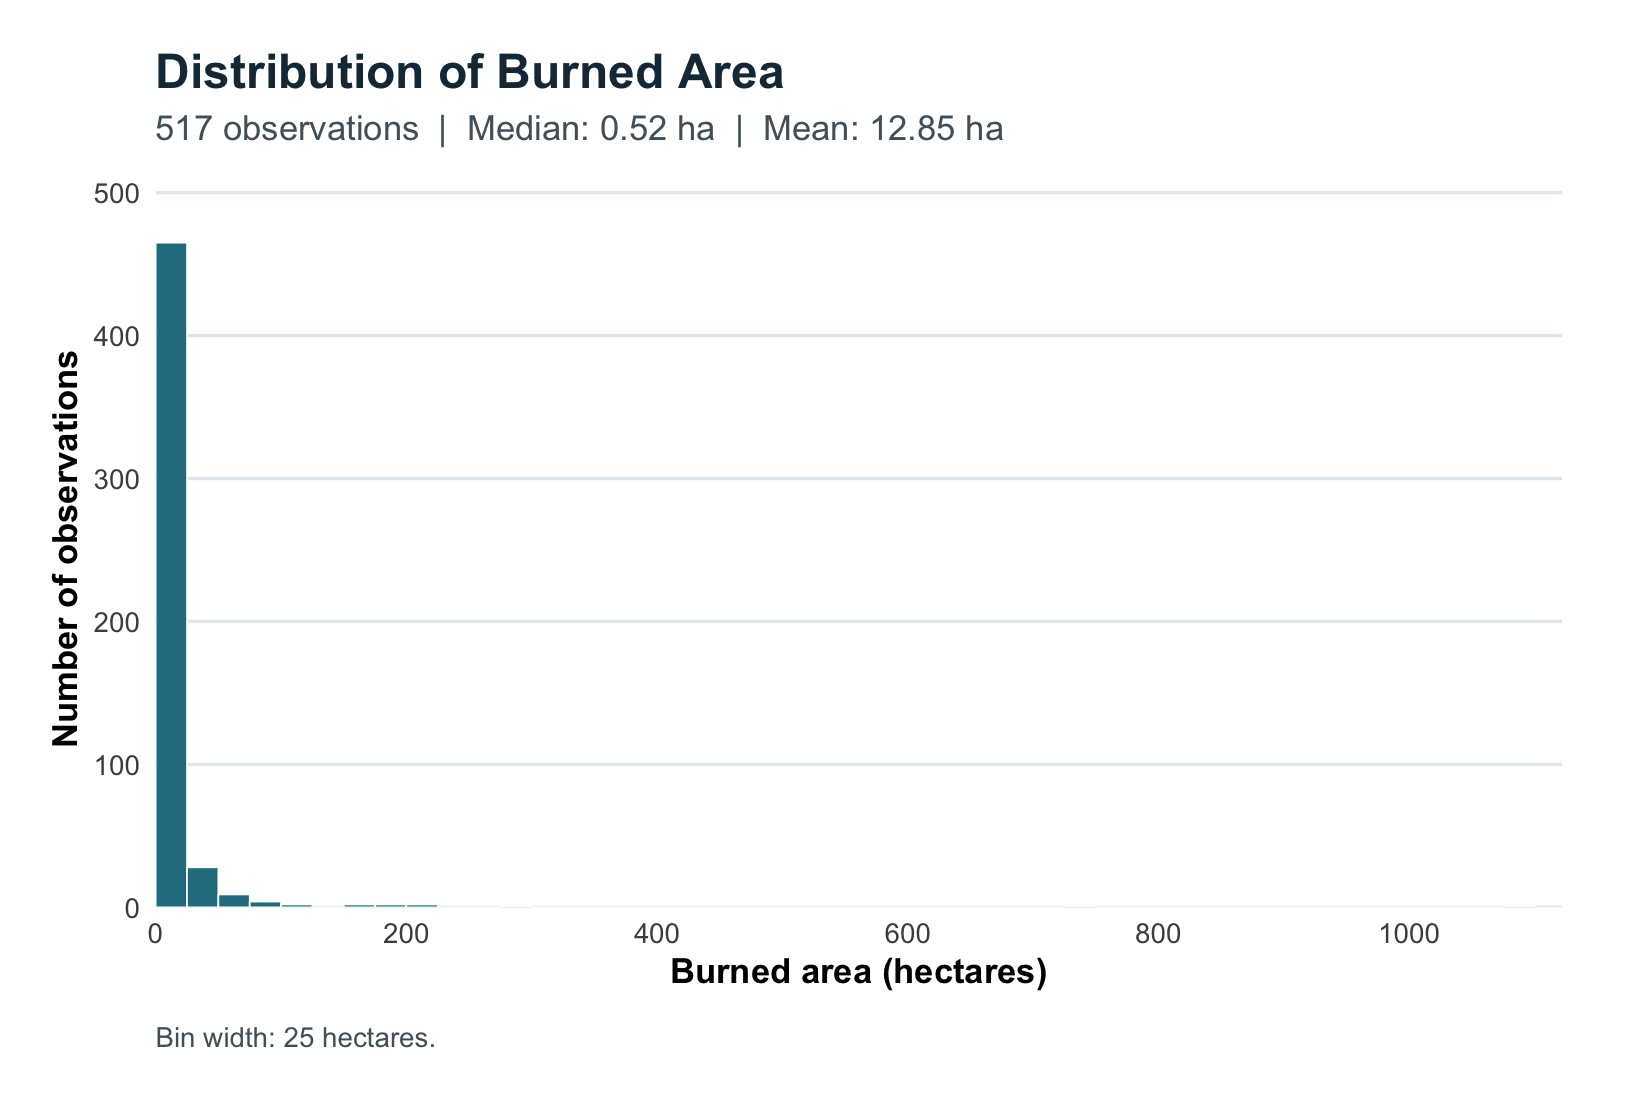 Distribution of Burned Area
517 observations | Median: 0.52 ha | Mean: 12.85 ha
500
400
300
200
100
0
Number of observations
0 200 400 600 800 1000
Burned area (hectares)
Bin width: 25 hectares.